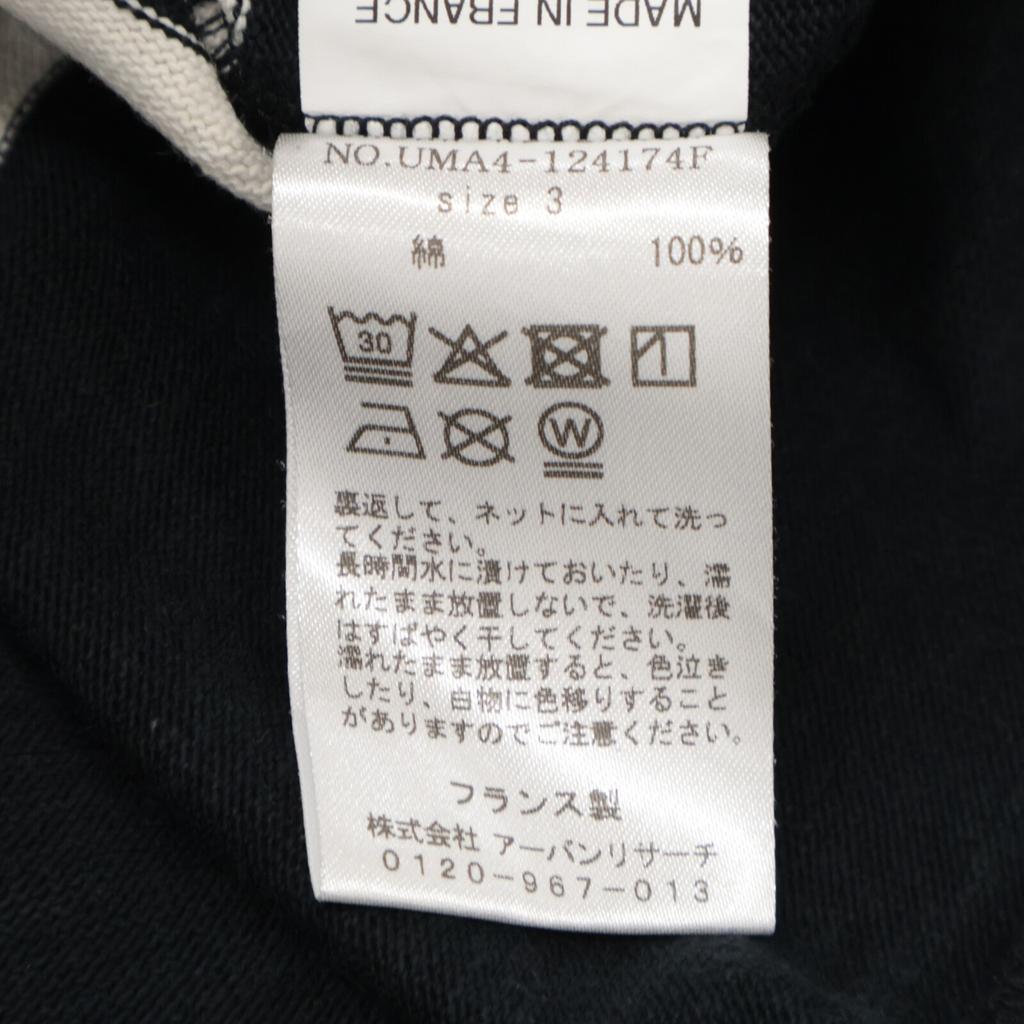 MADE IN FRANCE
NO.UMA4-124174F
size 3
綿 100%
30
W
裏返して、ネットに入れて洗っ
てください。
長時間水に漬けておいたり、濡
れたまま放置しないで、洗濯後
はすばやく干してください。
濡れたまま放置すると、色泣き
したり、白物に色移りすること
がありますのでご注意ください。
フランス製
株式会社 アーバンリサーチ
0120-967-013